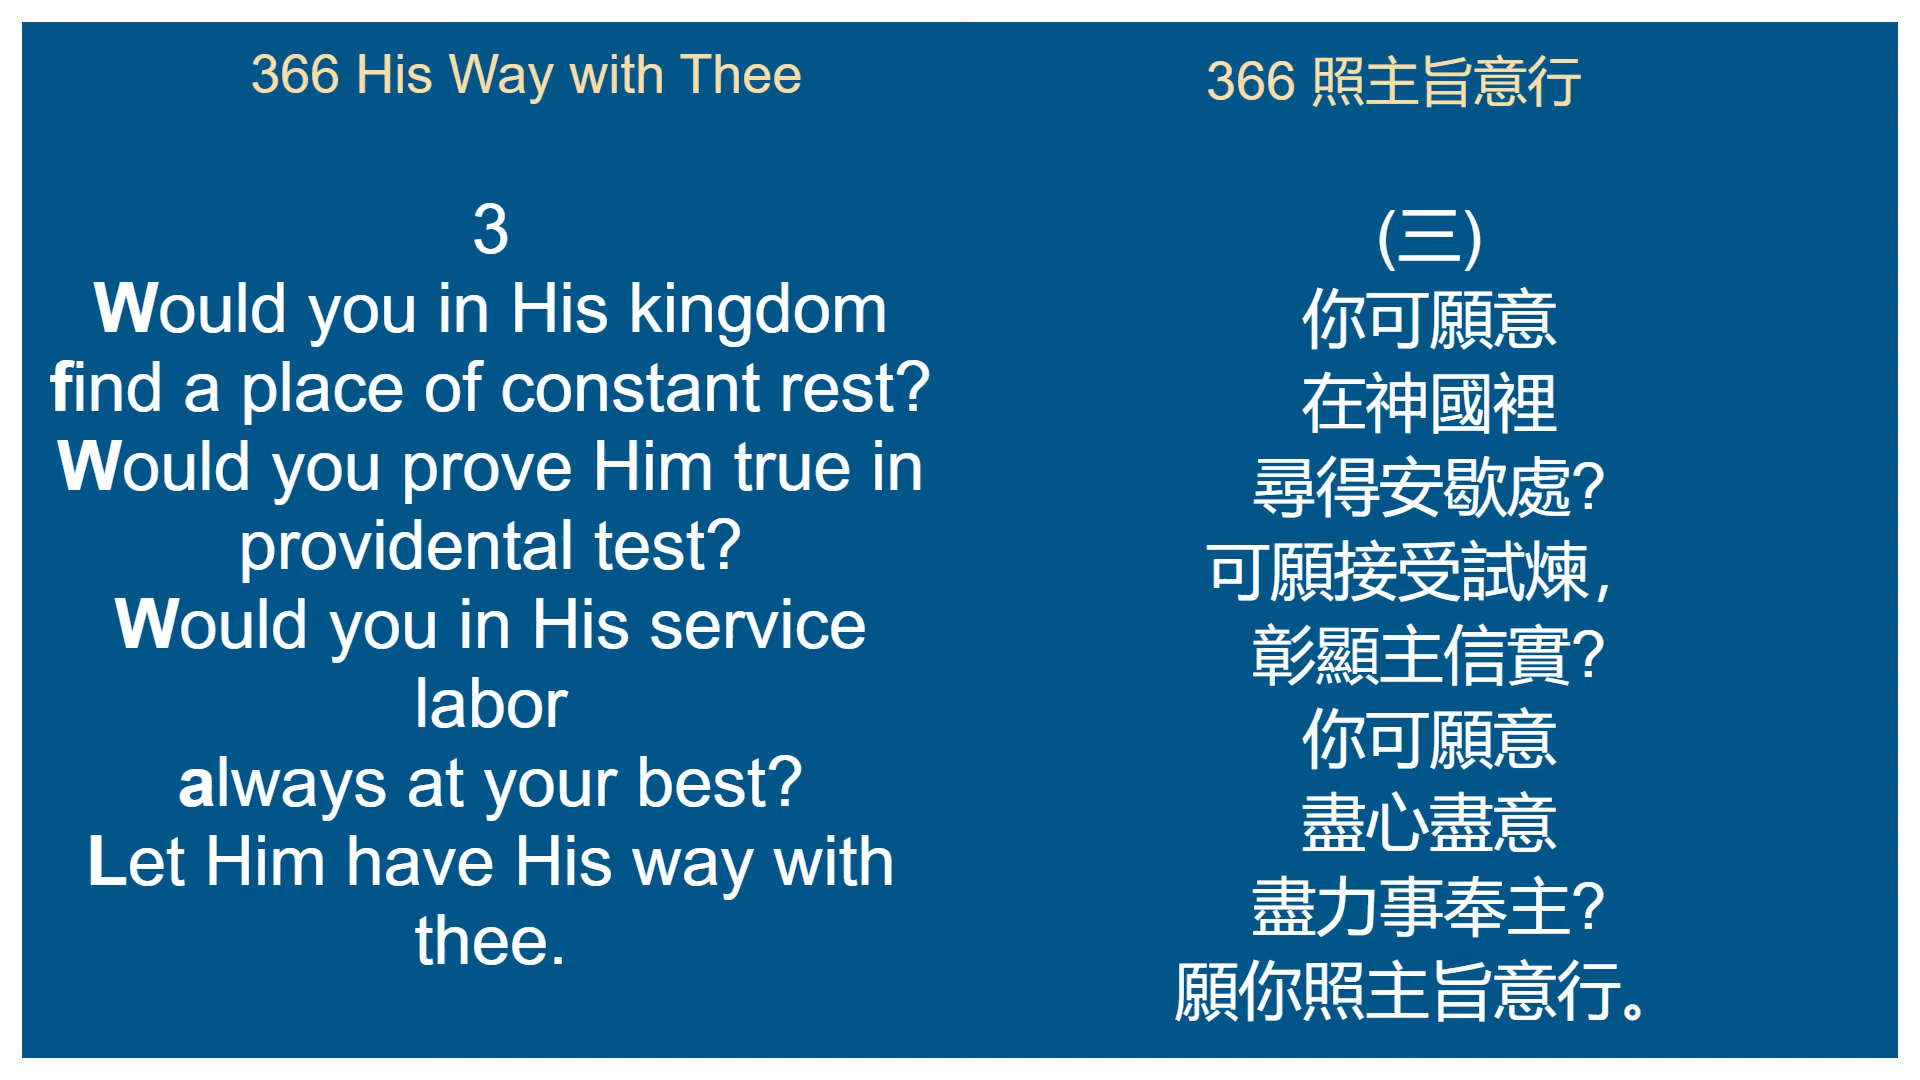 366 His Way with Thee
3
Would you in His kingdom
find a place of constant rest?
Would you prove Him true in
providental test?
Would you in His service
labor
always at your best?
Let Him have His way with
thee.
366 照主旨意行
(三)
你可願意
在神國裡
尋得安歇處?
可願接受試煉,
彰顯主信實?
你可願意
盡心盡意
盡力事奉主?
願你照主旨意行。